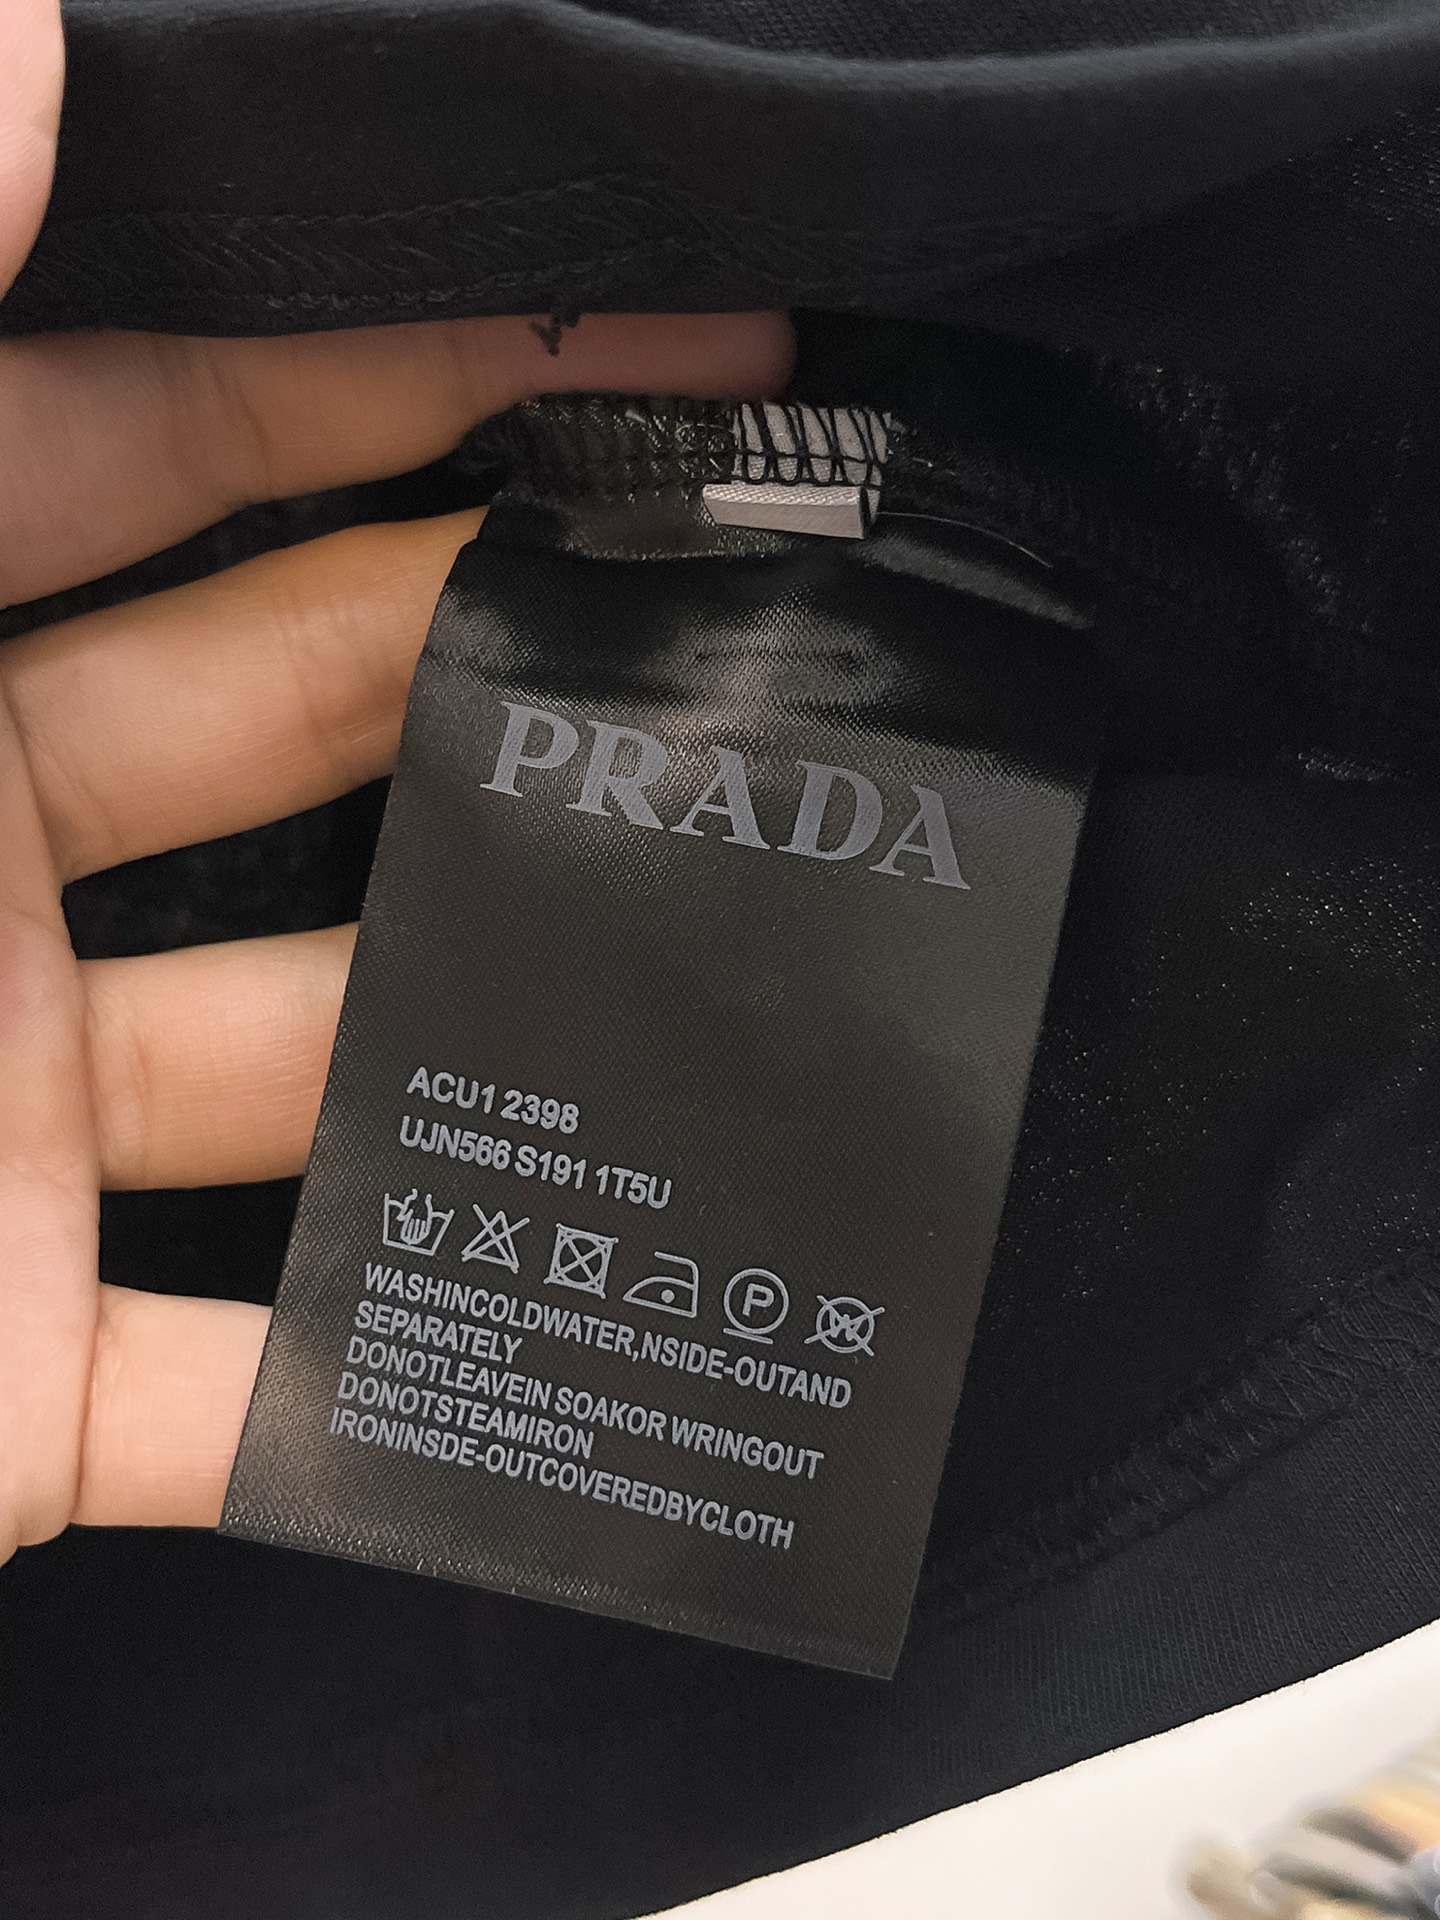 PRADA
ACU1 2398
UJN566 S191 1T5U
P W
WASHINCOLDWATER,NSIDE-OUTAND
SEPARATELY
DONOTLEAVEIN SOAKOR WRINGOUT
DONOTSTEAMIRON
IRONINSDE-OUTCOVEREDBYCLOTH